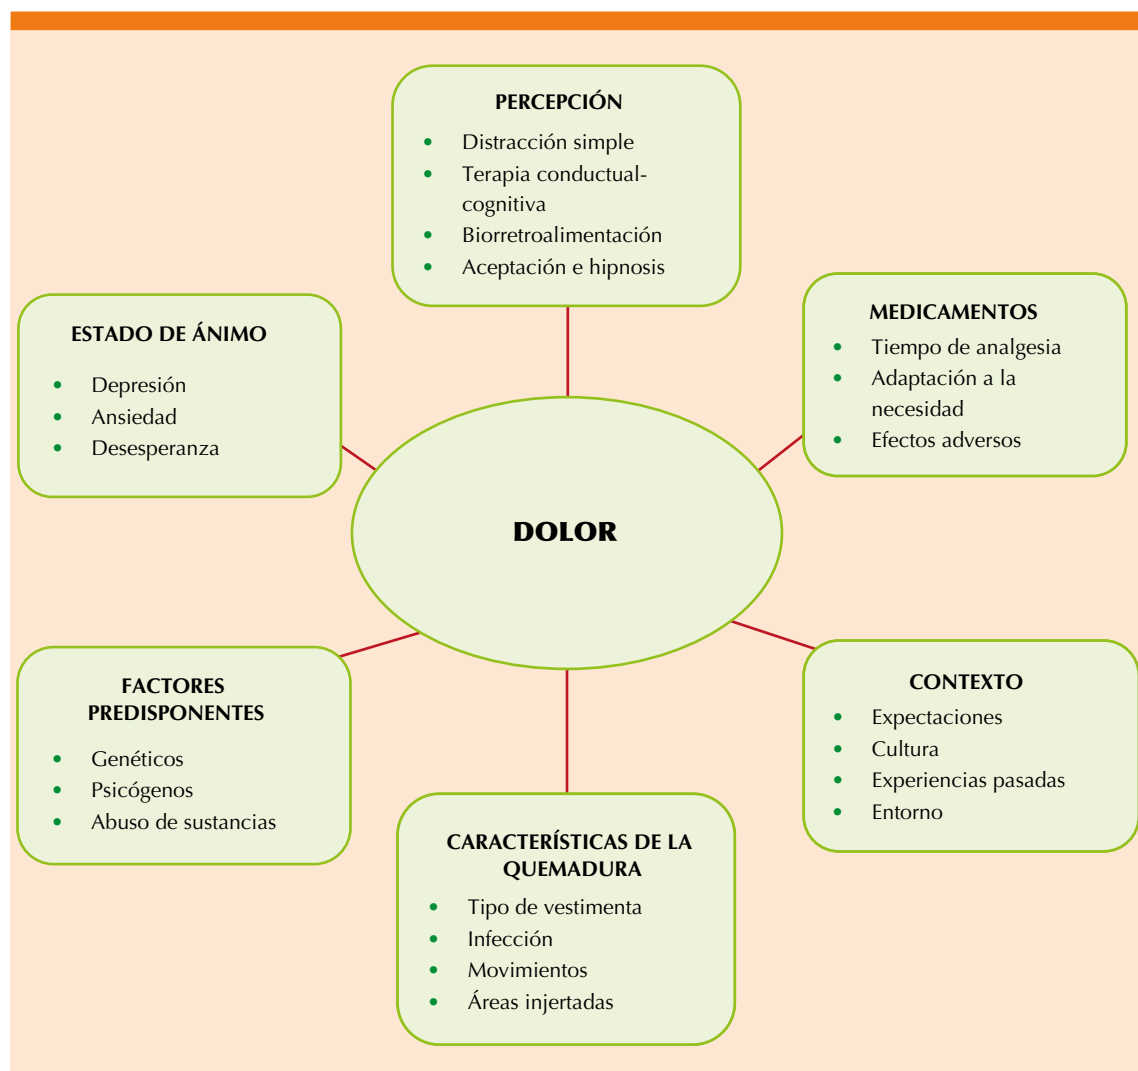 PERCEPCIÓN
• Distracción simple
• Terapia conductual-
cognitiva
• Biorretroalimentación
• Aceptación e hipnosis
ESTADO DE ÁNIMO
• Depresión
• Ansiedad
• Desesperanza
MEDICAMENTOS
• Tiempo de analgesia
• Adaptación a la
necesidad
• Efectos adversos
DOLOR
FACTORES
PREDISPONENTES
• Genéticos
• Psicógenos
• Abuso de sustancias
CONTEXTO
• Expectaciones
• Cultura
• Experiencias pasadas
• Entorno
CARACTERÍSTICAS DE LA
QUEMADURA
• Tipo de vestimenta
• Infección
• Movimientos
• Áreas injertadas